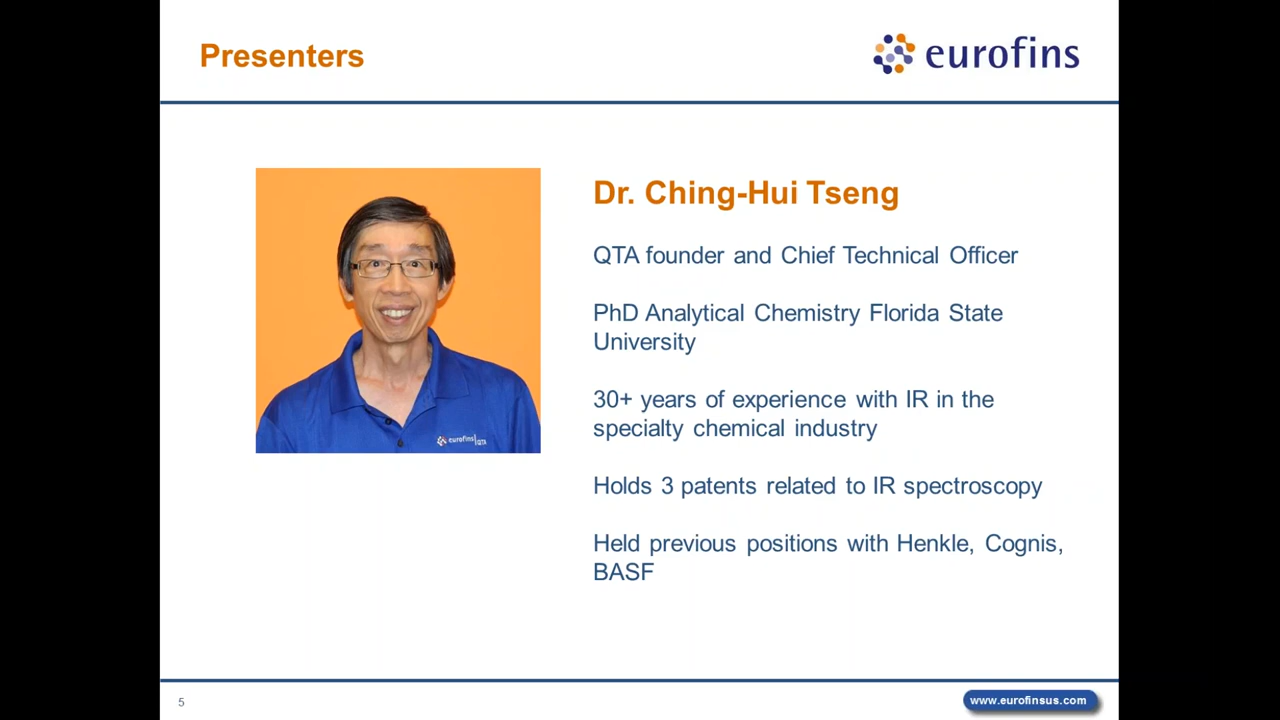 Presenters
eurofins
Dr. Ching-Hui Tseng
QTA founder and Chief Technical Officer
PhD Analytical Chemistry Florida State
University
30+ years of experience with IR in the
specialty chemical industry
Holds 3 patents related to IR spectroscopy
Held previous positions with Henkle, Cognis,
BASF
eurofins QTA
5
www.eurofinsus.com